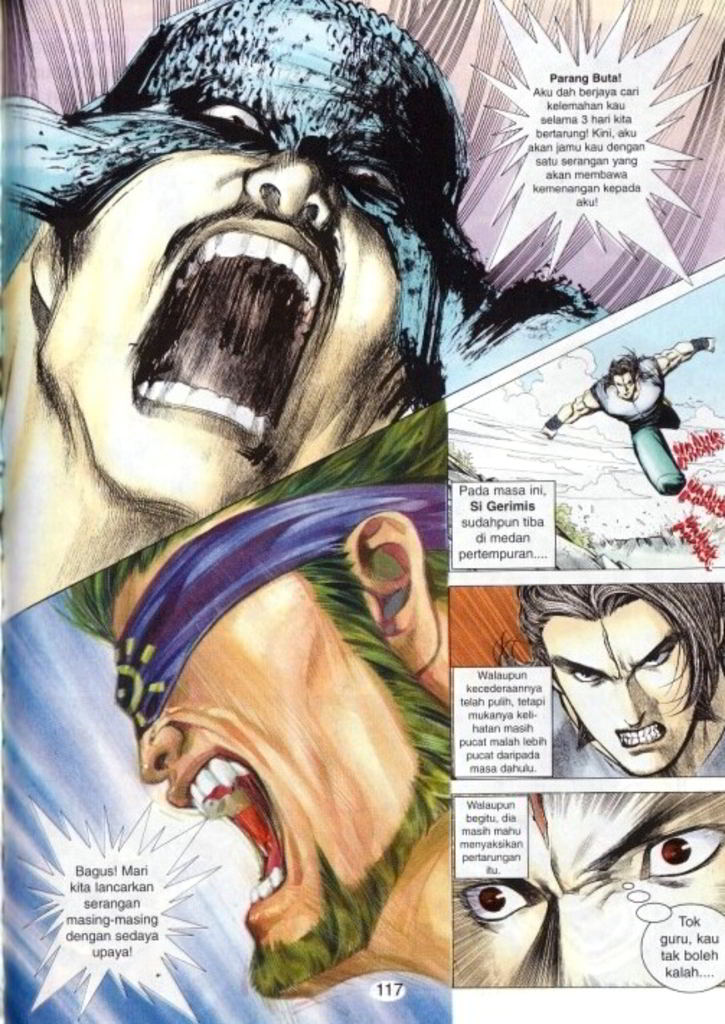 Parang Buta!
Aku dah berjaya cari
kelemahan kau
selama 3 hari kita
bertarung! Kini, aku
akan jamu kau dengan
satu serangan yang
akan membawa
kemenangan kepada
aku!
Pada masa ini,
Si Gerimis
sudahpun tiba
di medan
pertempuran....
Walaupun
kecederaannya
telah pulih, tetapi
mukanya keli-
hatan masih
pucat malah lebih
pucat daripada
masa dahulu.
Walaupun
begitu, dia
masih mahu
menyaksikan
pertarungan
itu.
Tok
guru, kau
tak boleh
kalah....
Bagus! Mari
kita lancarkan
serangan
masing-masing
dengan sedaya
upaya!
117